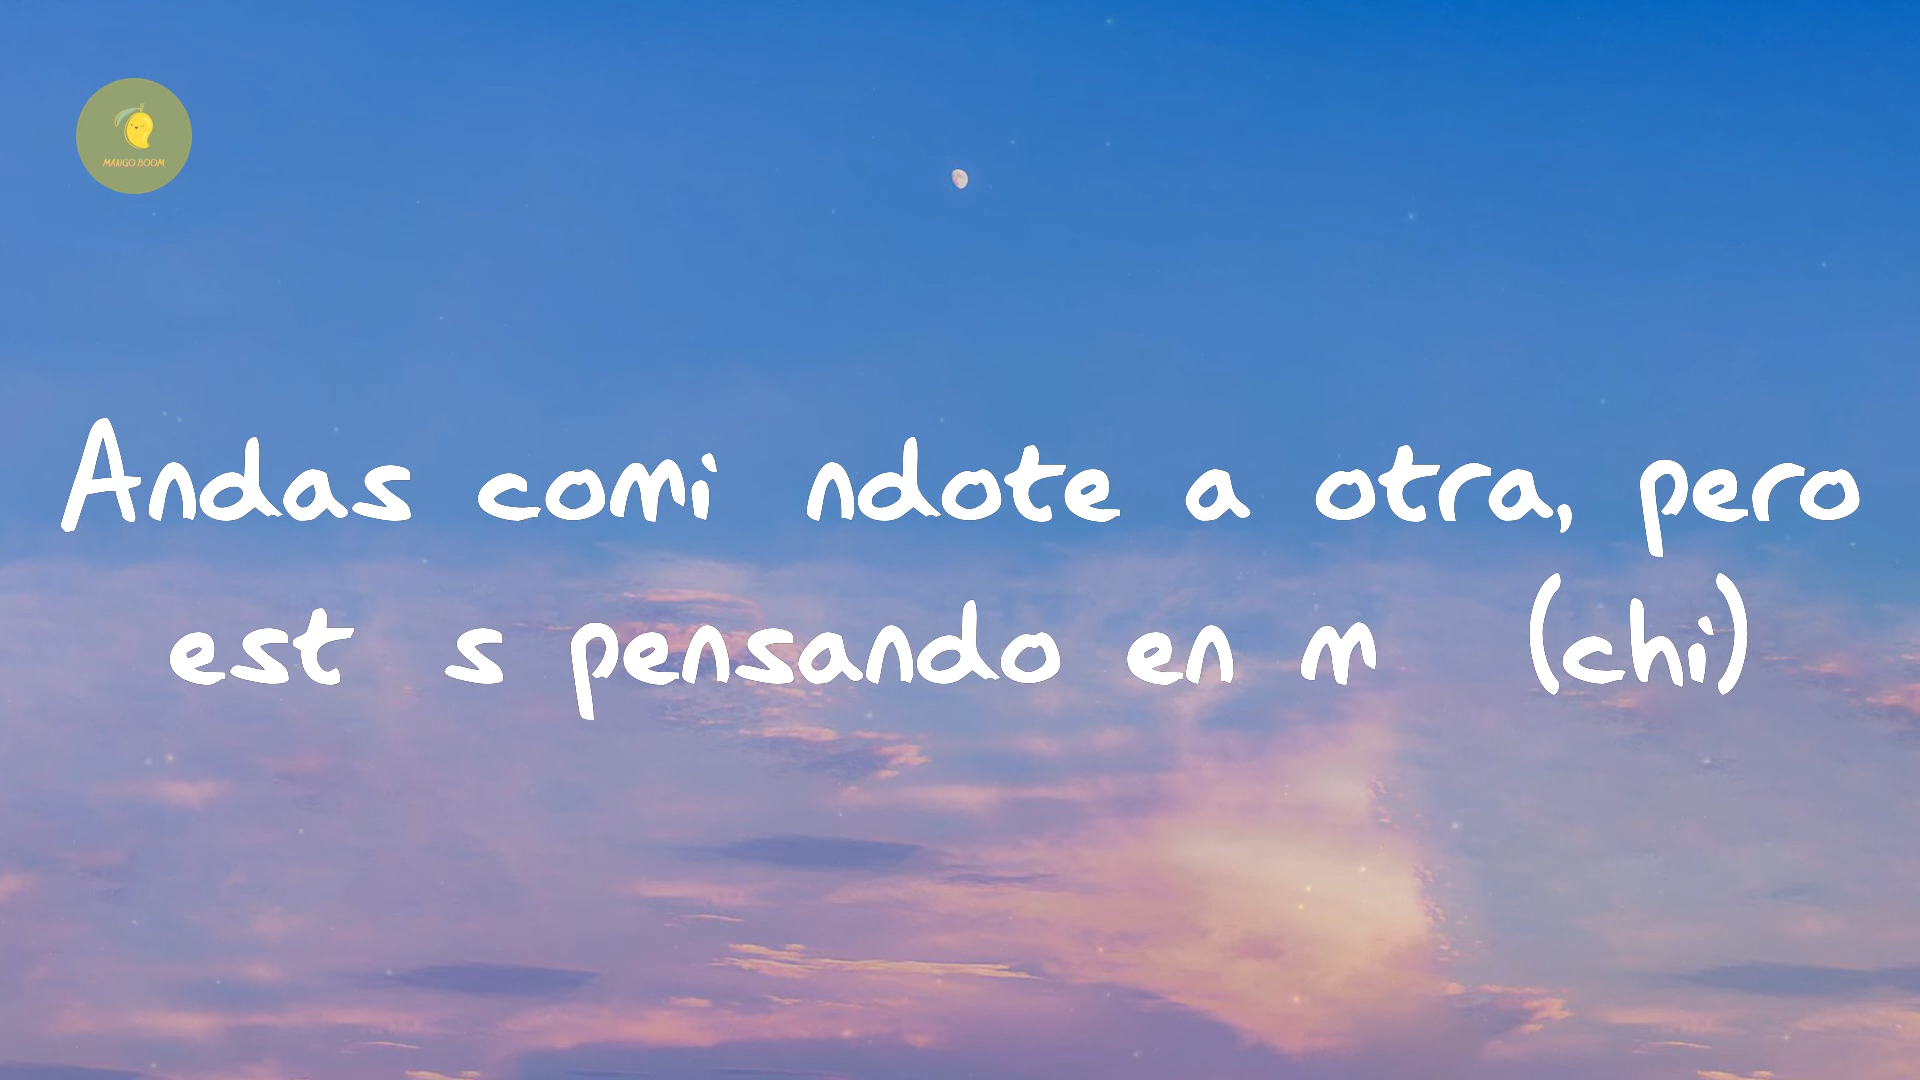 MANGO BOOM
Andas comi ndote a otra, pero
est s pensando en m (chi)